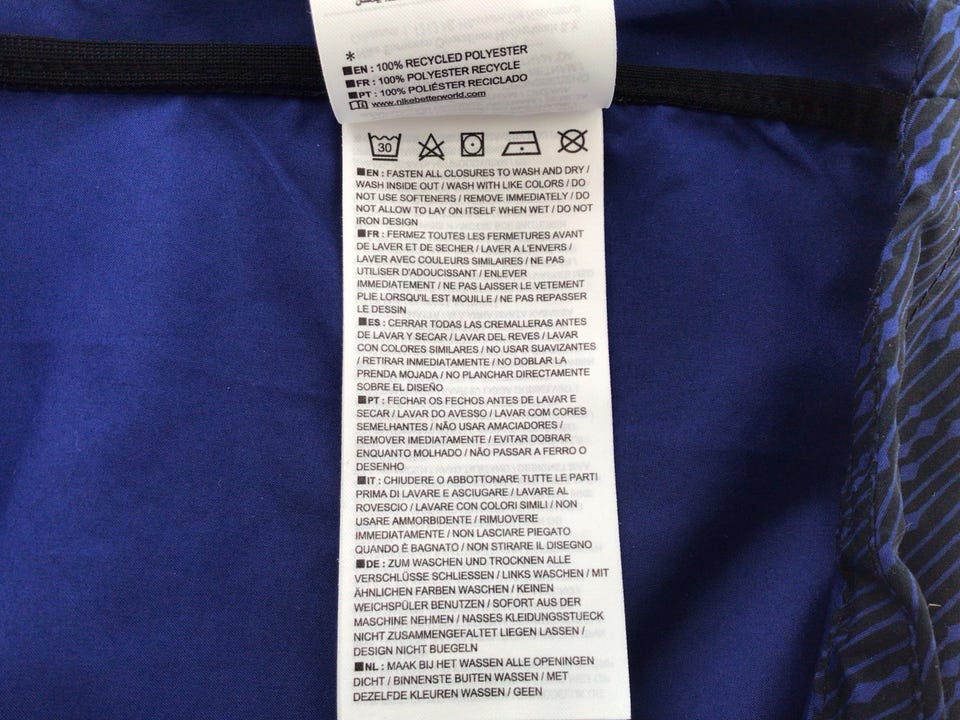 *
EN : 100% RECYCLED POLYESTER
FR : 100% POLYESTER RECYCLE
PT : 100% POLIÉSTER RECICLADO
www.nikebetterworld.com
30
EN : FASTEN ALL CLOSURES TO WASH AND DRY /
WASH INSIDE OUT / WASH WITH LIKE COLORS / DO
NOT USE SOFTENERS / REMOVE IMMEDIATELY / DO
NOT ALLOW TO LAY ON ITSELF WHEN WET / DO NOT
IRON DESIGN
FR : FERMEZ TOUTES LES FERMETURES AVANT
DE LAVER ET DE SECHER / LAVER A L'ENVERS /
LAVER AVEC COULEURS SIMILAIRES / NE PAS
UTILISER D'ADOUCISSANT / ENLEVER
IMMEDIATEMENT / NE PAS LAISSER LE VETEMENT
PLIE LORSQU'IL EST MOUILLE / NE PAS REPASSER
LE DESSIN
ES : CERRAR TODAS LAS CREMALLERAS ANTES
DE LAVAR Y SECAR / LAVAR DEL REVES / LAVAR
CON COLORES SIMILARES / NO USAR SUAVIZANTES
/ RETIRAR INMEDIATAMENTE / NO DOBLAR LA
PRENDA MOJADA / NO PLANCHAR DIRECTAMENTE
SOBRE EL DISEÑO
PT : FECHAR OS FECHOS ANTES DE LAVAR E
SECAR / LAVAR DO AVESSO / LAVAR COM CORES
SEMELHANTES / NÃO USAR AMACIADORES /
REMOVER IMEDIATAMENTE / EVITAR DOBRAR
ENQUANTO MOLHADO / NÃO PASSAR A FERRO O
DESENHO
IT : CHIUDERE O ABBOTTONARE TUTTE LE PARTI
PRIMA DI LAVARE E ASCIUGARE / LAVARE AL
ROVESCIO / LAVARE CON COLORI SIMILI / NON
USARE AMMORBIDENTE / RIMUOVERE
IMMEDIATAMENTE / NON LASCIARE PIEGATO
QUANDO È BAGNATO / NON STIRARE IL DISEGNO
DE : ZUM WASCHEN UND TROCKNEN ALLE
VERSCHLÜSSE SCHLIESSEN / LINKS WASCHEN / MIT
ÄHNLICHEN FARBEN WASCHEN / KEINEN
WEICHSPÜLER BENUTZEN / SOFORT AUS DER
MASCHINE NEHMEN / NASSES KLEIDUNGSSTUECK
NICHT ZUSAMMENGEFALTET LIEGEN LASSEN /
DESIGN NICHT BUEGELN
NL : MAAK BIJ HET WASSEN ALLE OPENINGEN
DICHT / BINNENSTE BUITEN WASSEN / MET
DEZELFDE KLEUREN WASSEN / GEEN